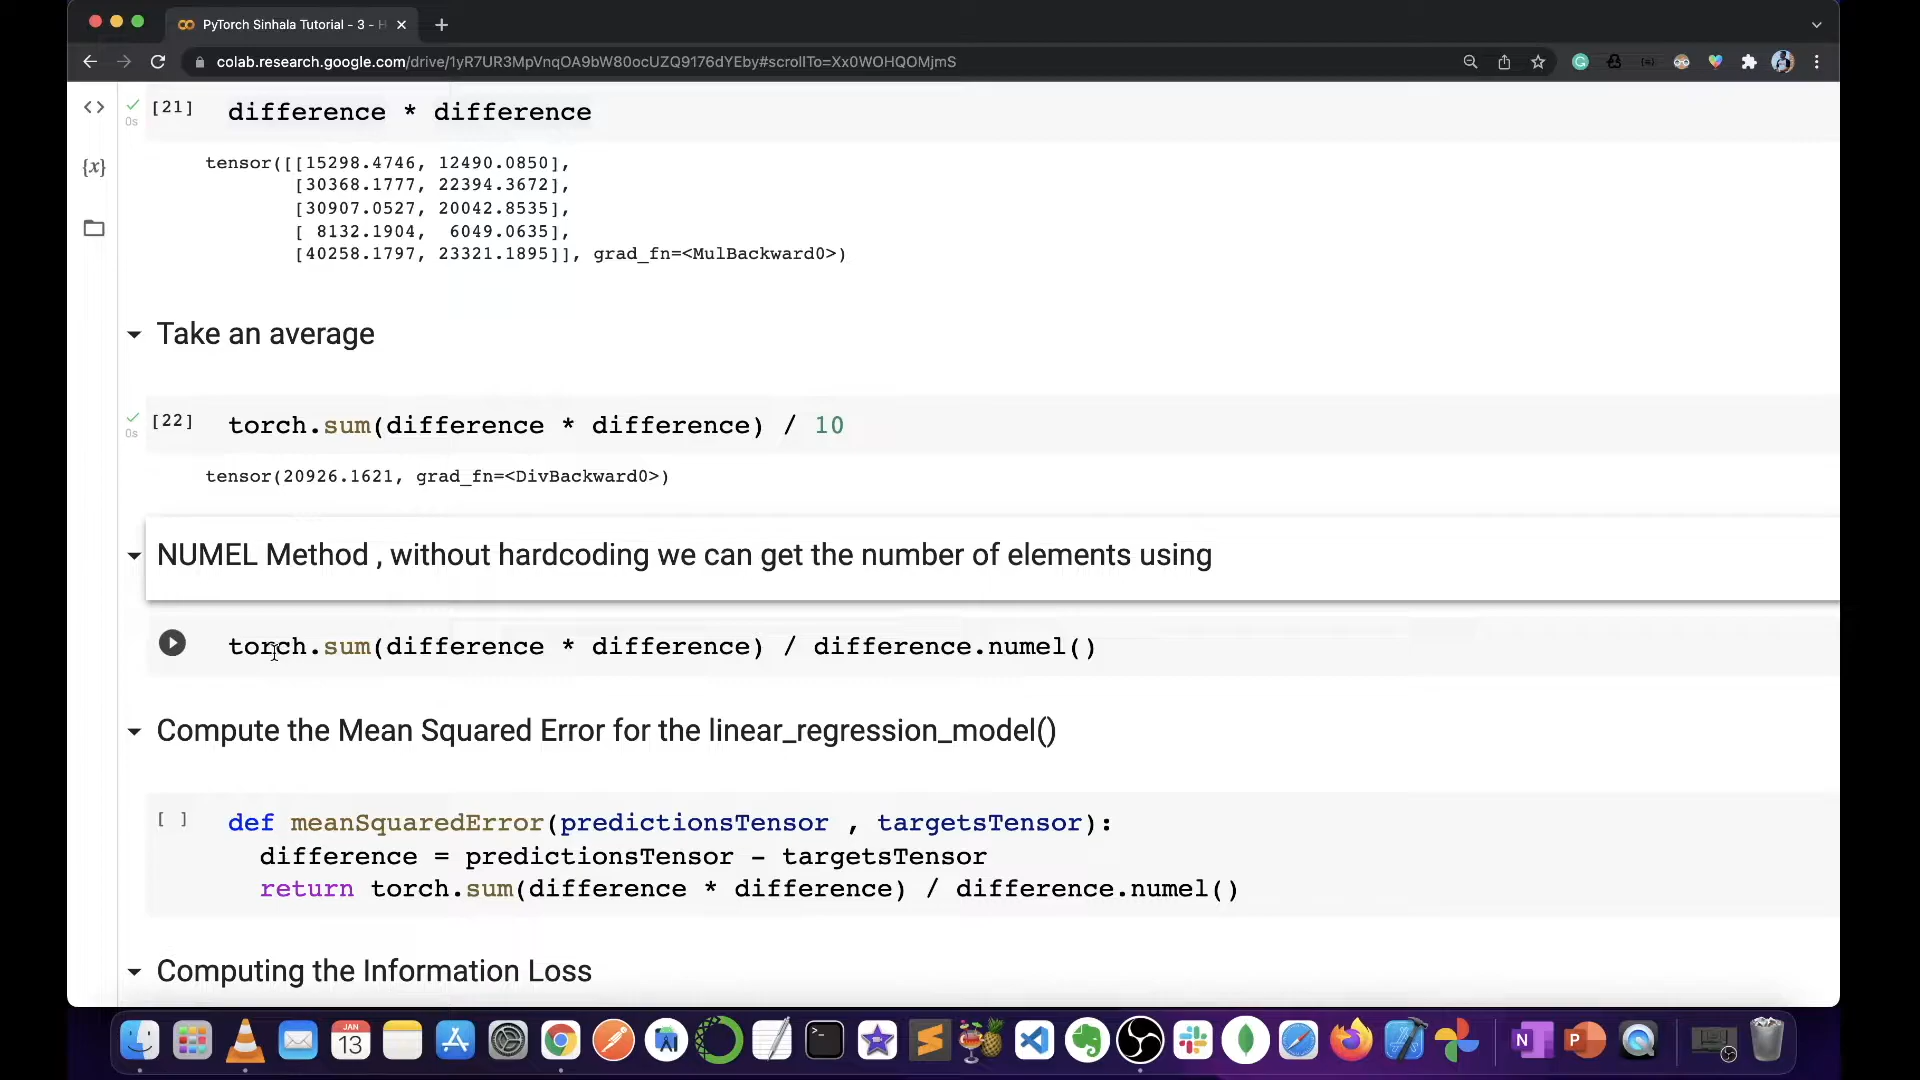 PyTorch Sinhala Tutorial - 3 - H
colab.research.google.com/drive/1yR7UR3MpVnqOA9bW80ocUZQ9176dYEby#scrollTo=Xx0WOHQOMjmS
[21] difference * difference
0s
tensor([[15298.4746, 12490.0850],
[30368.1777, 22394.3672],
[30907.0527, 20042.8535],
[ 8132.1904,  6049.0635],
[40258.1797, 23321.1895]], grad_fn=<MulBackward0>)
{x}
Take an average
[22] torch.sum(difference * difference) / 10
0s
tensor(20926.1621, grad_fn=<DivBackward0>)
NUMEL Method , without hardcoding we can get the number of elements using
torch.sum(difference * difference) / difference.numel()
Compute the Mean Squared Error for the linear_regression_model()
[ ] def meanSquaredError(predictionsTensor , targetsTensor):
difference = predictionsTensor - targetsTensor
return torch.sum(difference * difference) / difference.numel()
Computing the Information Loss
JAN
13
N
P